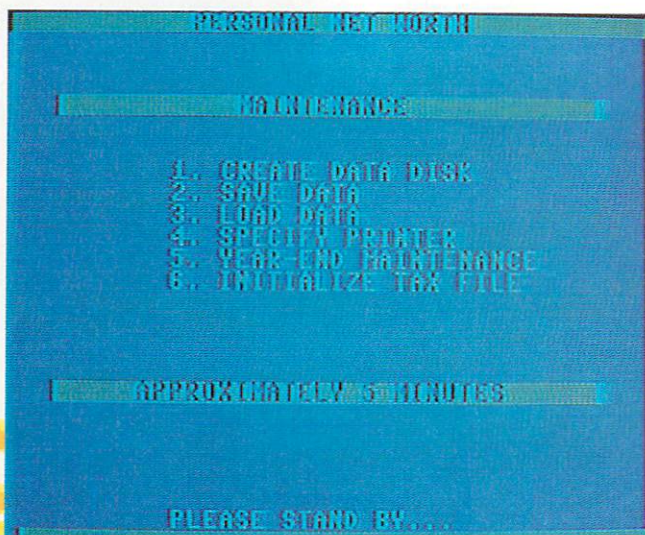 PERSONAL NET WORTH
MAINTENANCE
1. CREATE DATA DISK
2. SAVE DATA
3. LOAD DATA
4. SPECIFY PRINTER
5. YEAR-END MAINTENANCE
6. INITIALIZE TAX FILE
APPROXIMATELY 5 MINUTES
PLEASE STAND BY...